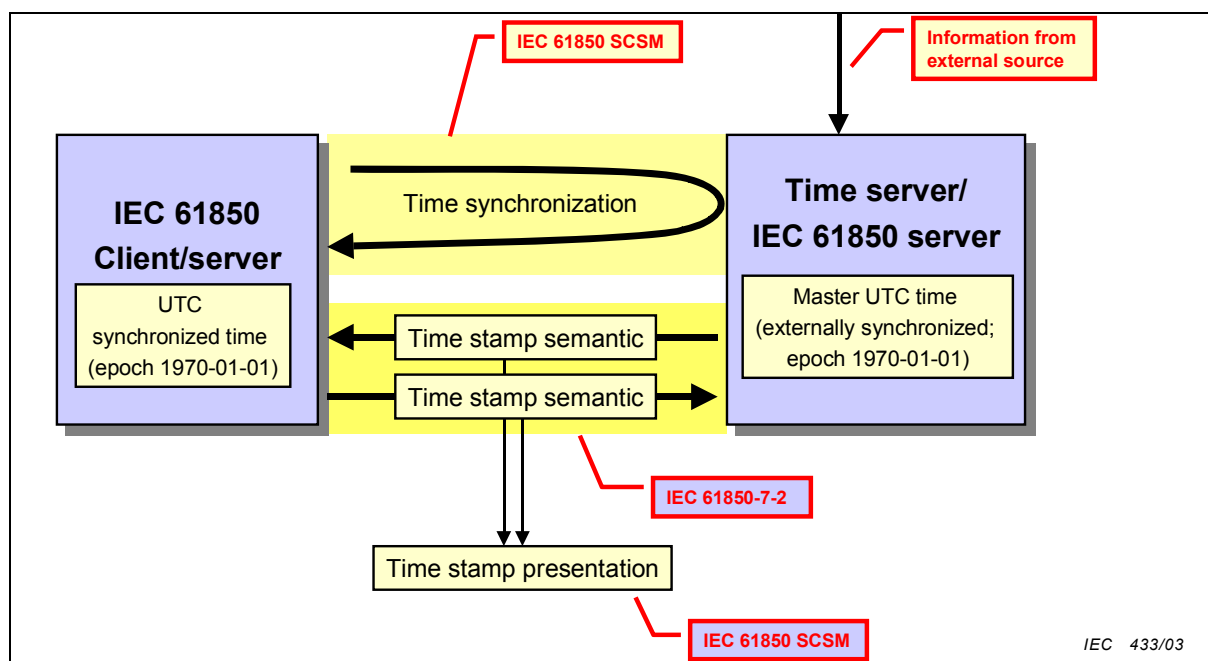 IEC 61850 SCSM
Information from
external source
IEC 61850
Client/server
UTC
synchronized time
(epoch 1970-01-01)
Time synchronization
Time server/
IEC 61850 server
Master UTC time
(externally synchronized;
epoch 1970-01-01)
Time stamp semantic
Time stamp semantic
IEC 61850-7-2
Time stamp presentation
IEC 61850 SCSM
IEC 433/03